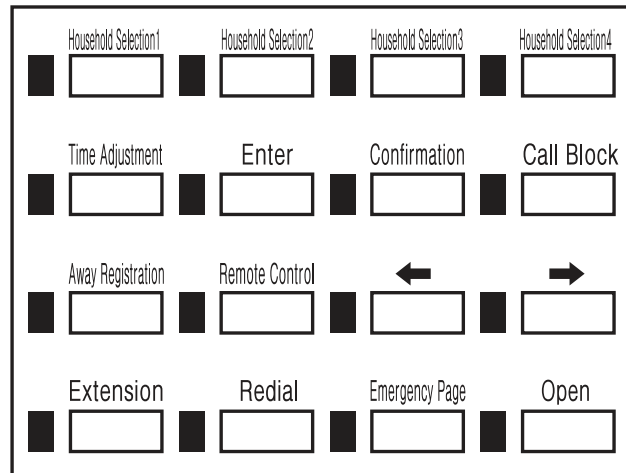 Household Selection1 Household Selection2 Household Selection3 Household Selection4
Time Adjustment Enter Confirmation Call Block
Away Registration Remote Control ← →
Extension Redial Emergency Page Open